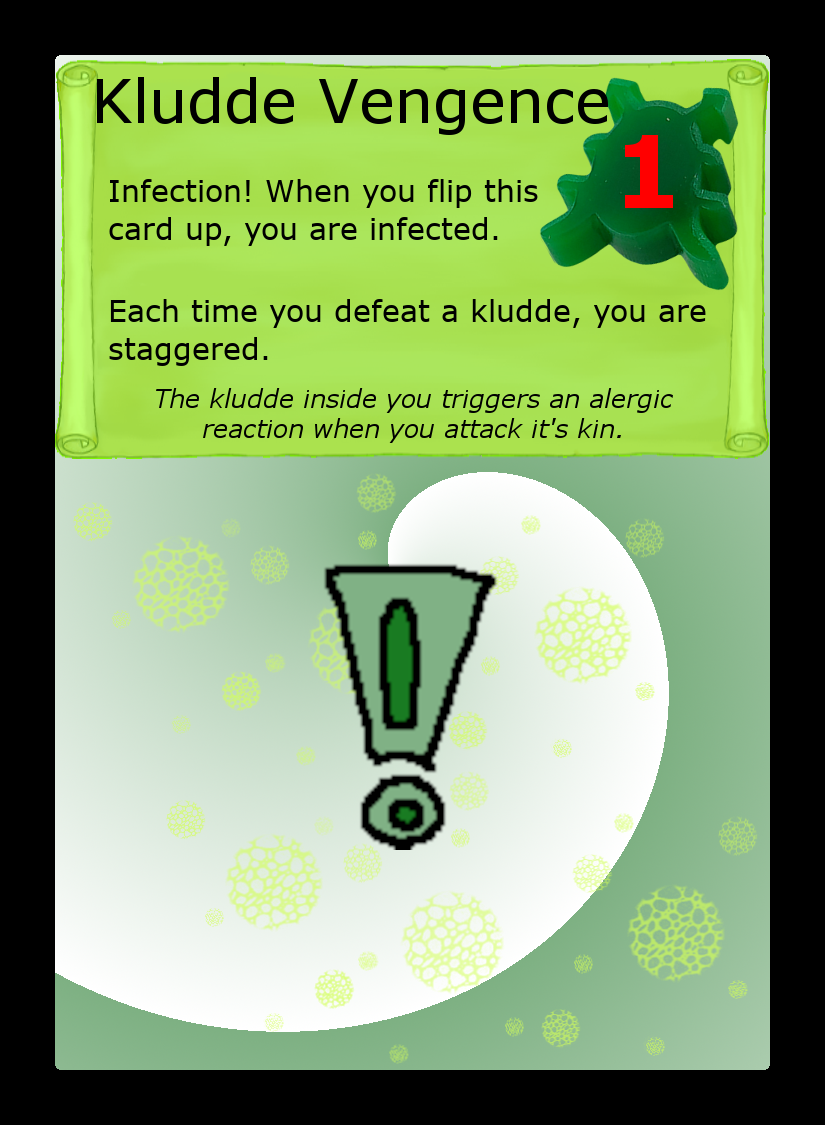 Kludde Vengence
1
Infection! When you flip this
card up, you are infected.
Each time you defeat a kludde, you are
staggered.
The kludde inside you triggers an alergic
reaction when you attack it's kin.